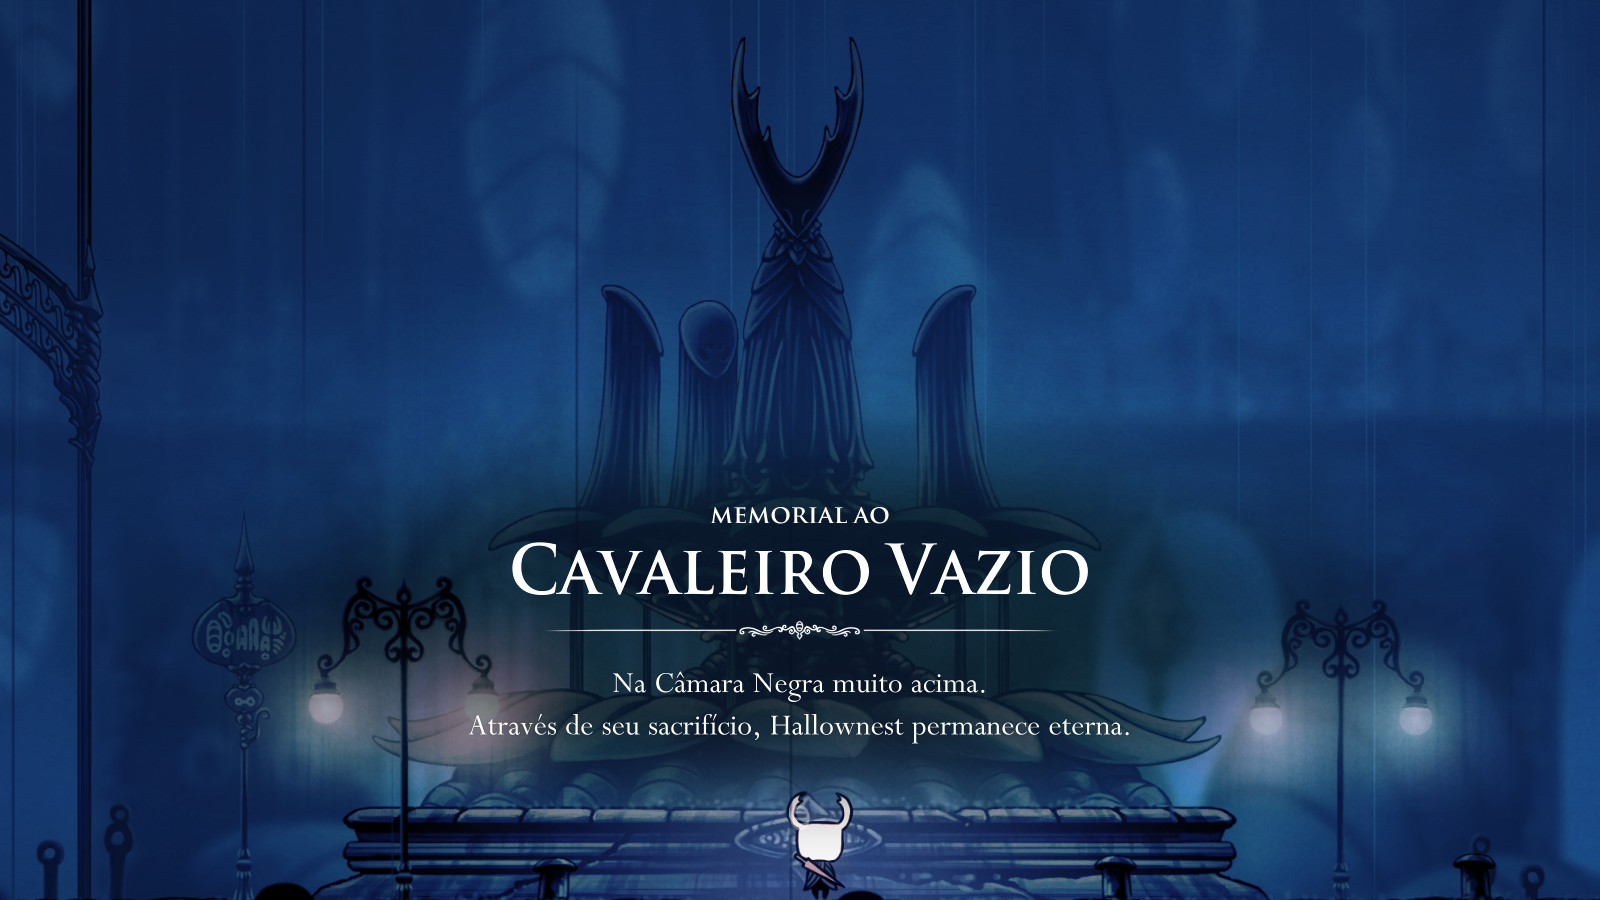 MEMORIAL AO
CAVALEIRO VAZIO
Na Câmara Negra muito acima.
Através de seu sacrifício, Hallownest permanece eterna.